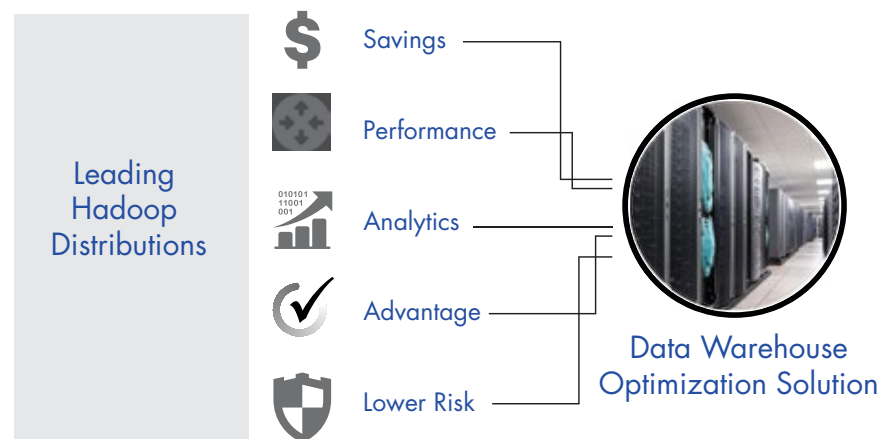 Leading
Hadoop
Distributions
Savings
Performance
010101
11001
001
Analytics
Advantage
Lower Risk
Data Warehouse
Optimization Solution